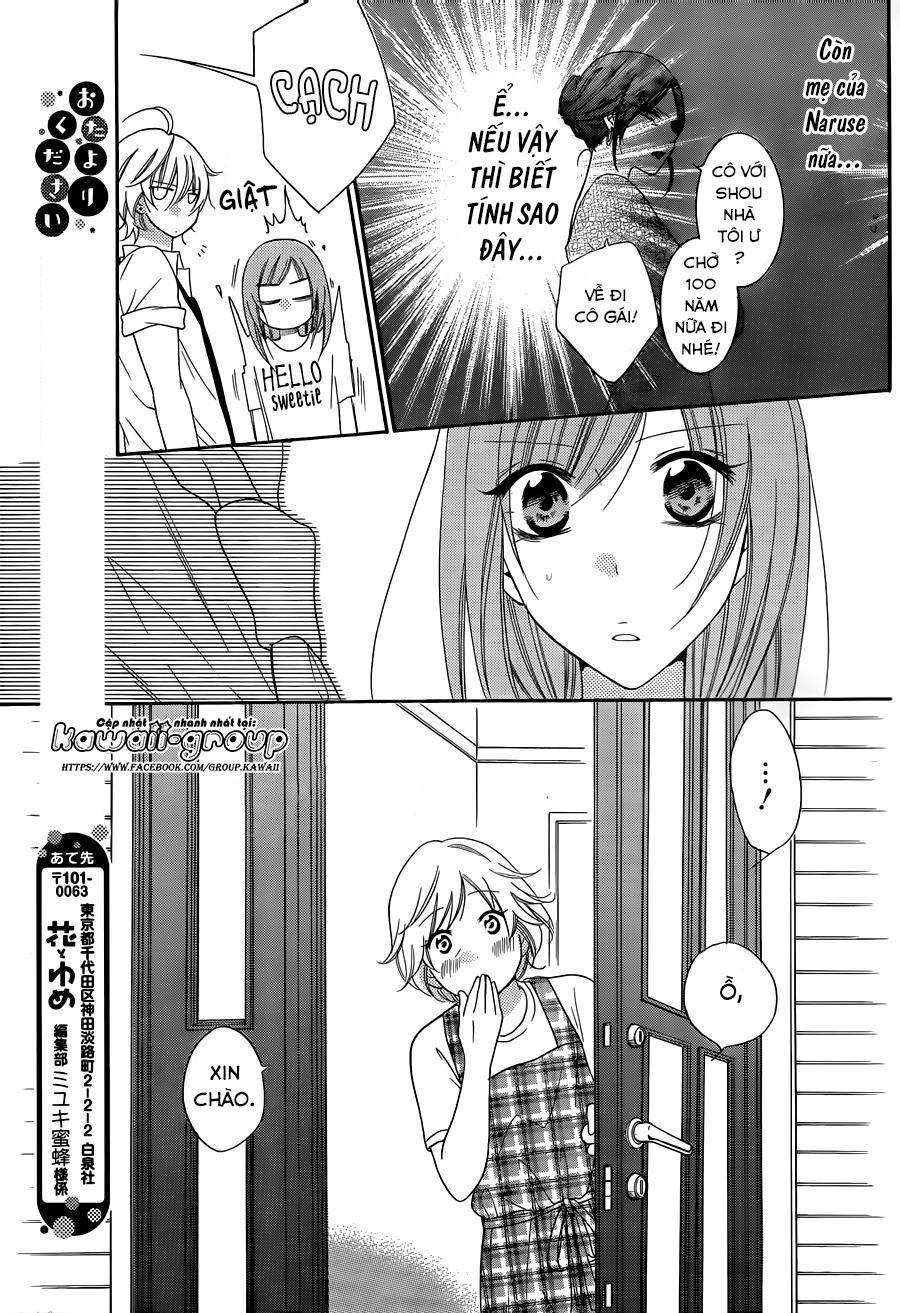 Còn
mẹ của
Naruse
nữa...
CÔ VỚI
SHOU
NHÀ
TÔI Ư
?
CHỜ
100
NĂM
NỮA ĐI
NHÉ!
VỀ ĐI
CÔ GÁI!
Ể...
NẾU VẬY
THÌ BIẾT
TÍNH SAO
ĐÂY...
CẠCH
GIẬT
HELLO
sweetie
おたより
ください
...!
Ồ,
XIN
CHÀO.
Cập nhật nhanh nhất tại:
kawaii-group
HTTPS://WWW.FACEBOOK.COM/GROUP.KAWAII
あて先
〒101-
0063
東京都千代田区神田淡路町2-2-2 白泉社
花とゆめ
編集部 ミユキ蜜蜂様係